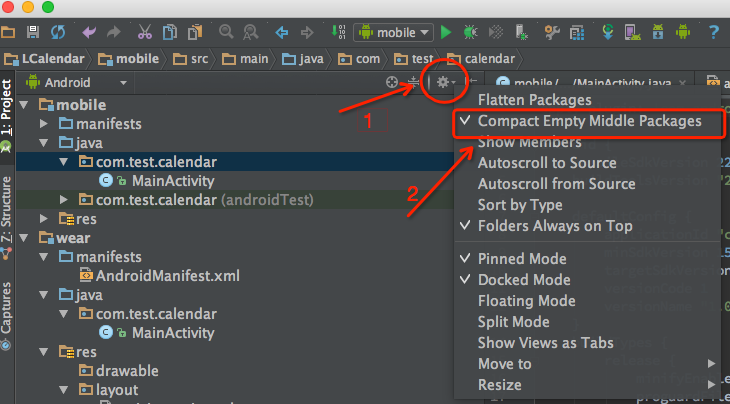 mobile
LCalendar mobile src main java com test calendar
1: Project
Android
mobile
manifests
java
com.test.calendar
MainActivity
com.test.calendar (androidTest)
res
wear
manifests
AndroidManifest.xml
java
com.test.calendar
MainActivity
res
drawable
layout
Z: Structure
Captures
1
2
Flatten Packages
Compact Empty Middle Packages
Show Members
Autoscroll to Source
Autoscroll from Source
Sort by Type
Folders Always on Top
Pinned Mode
Docked Mode
Floating Mode
Split Mode
Show Views as Tabs
Move to
Resize